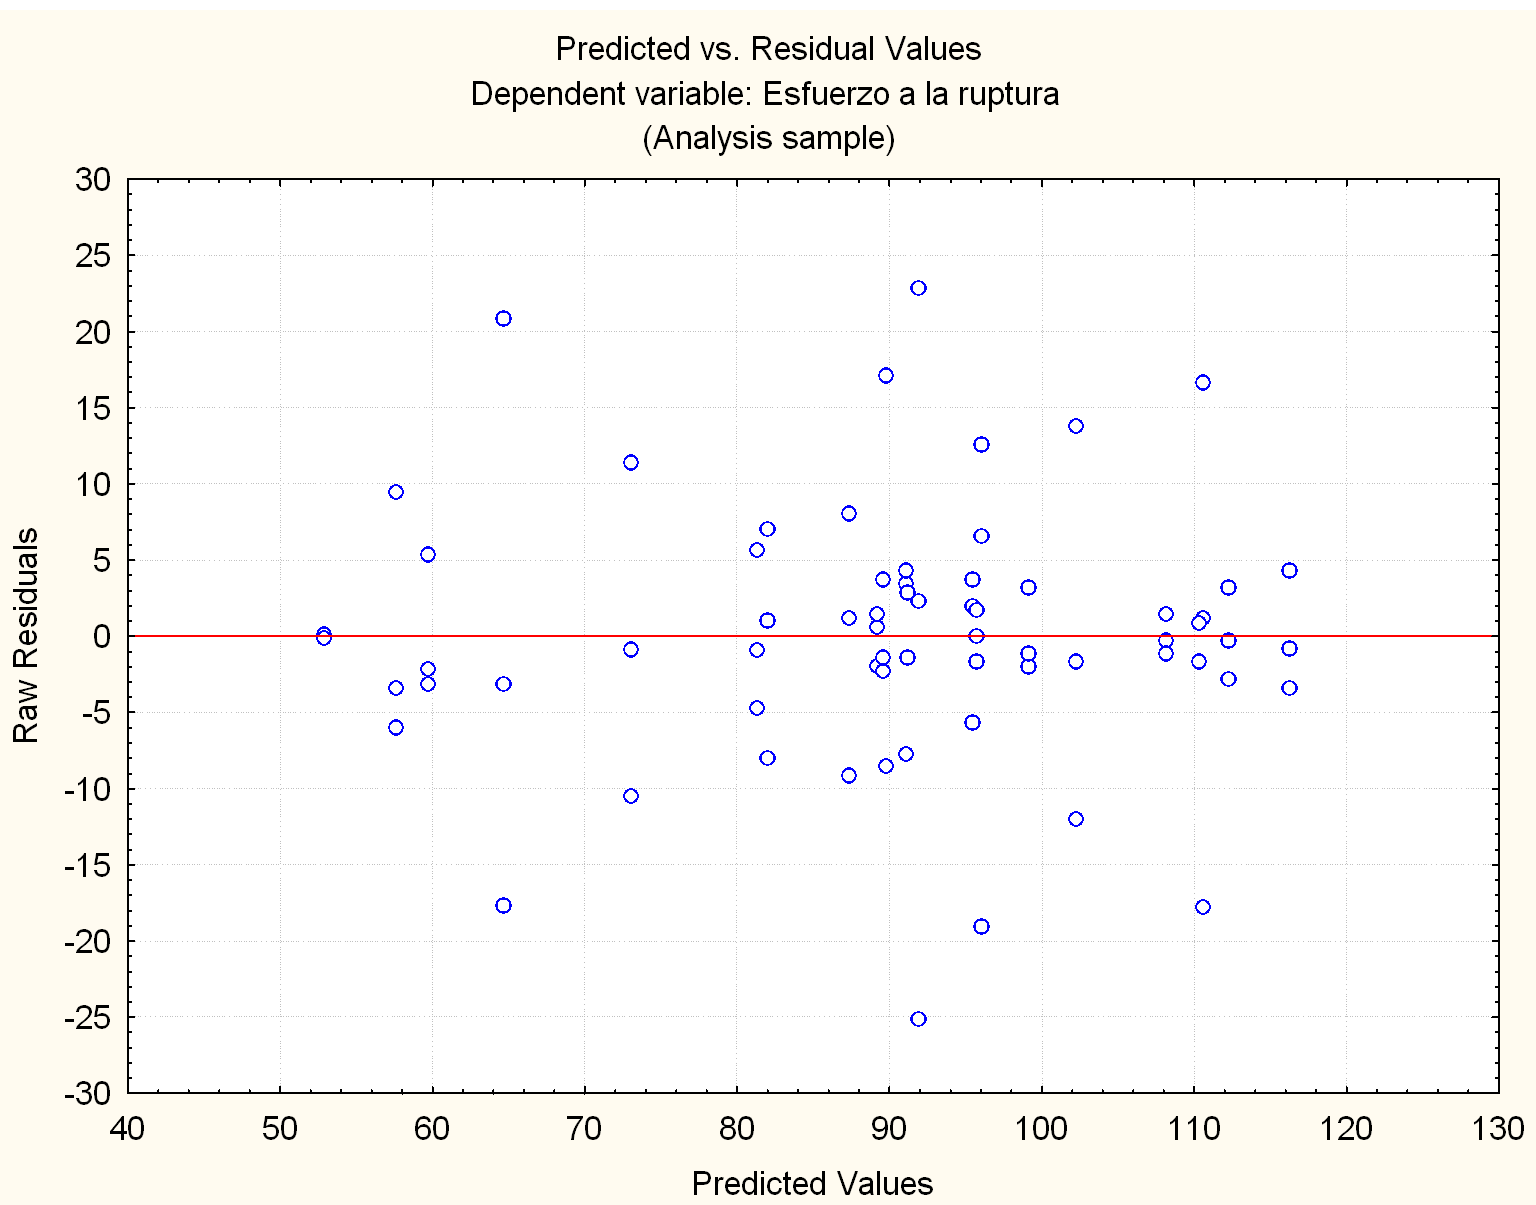 Predicted vs. Residual Values
Dependent variable: Esfuerzo a la ruptura
(Analysis sample)
30
25
20
15
10
5
0
-5
-10
-15
-20
-25
-30
Raw Residuals
40 50 60 70 80 90 100 110 120 130
Predicted Values